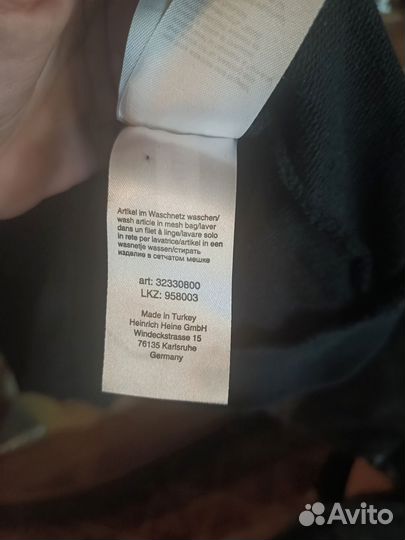 Artikel im Waschnetz waschen/
wash article in mesh bag/laver
dans un filet à linge/lavare solo
in rete per lavatrice/artikel in een
wasnetje wassen/стирать
изделие в сетчатом мешке
art: 32330800
LKZ: 958003
Made in Turkey
Heinrich Heine GmbH
Windeckstrasse 15
76135 Karlsruhe
Germany
Avito